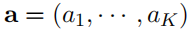 a = (a₁, ⋯ , a_K)